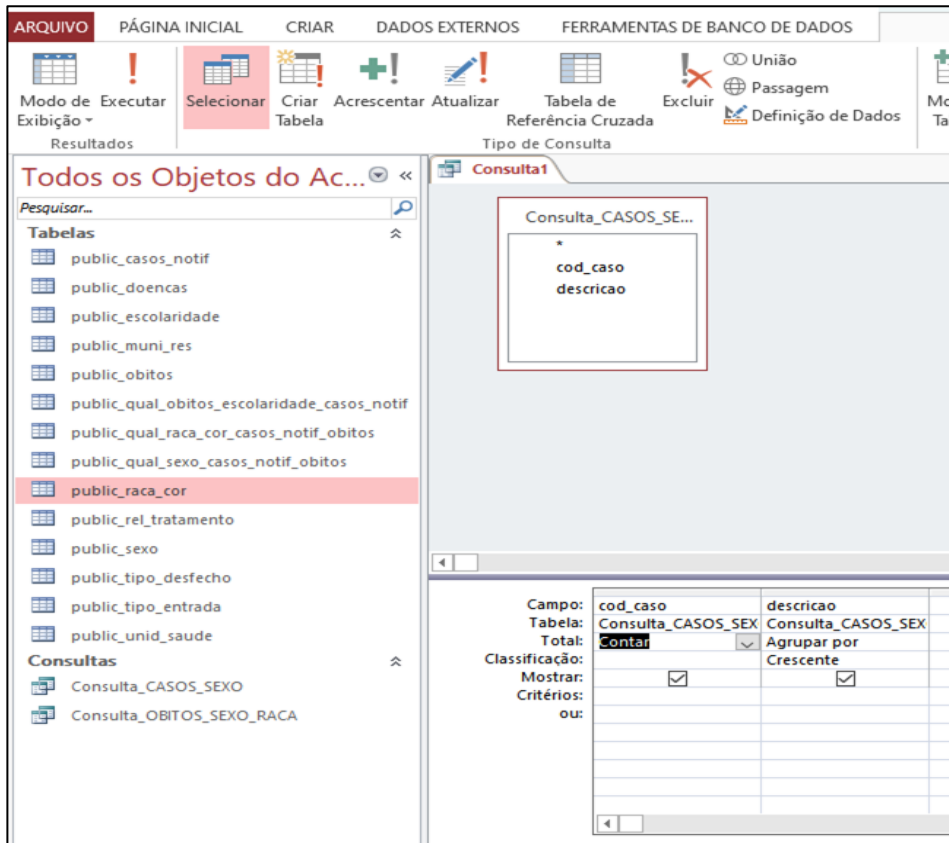 ARQUIVO PÁGINA INICIAL CRIAR DADOS EXTERNOS FERRAMENTAS DE BANCO DE DADOS
Modo de Exibição
Executar
Resultados
Selecionar
Criar Tabela
Acrescentar
Atualizar
Tabela de Referência Cruzada
Excluir
União
Passagem
Definição de Dados
Tipo de Consulta
Mo
Ta
Todos os Objetos do Ac... «
Pesquisar...
Tabelas
public_casos_notif
public_doencas
public_escolaridade
public_muni_res
public_obitos
public_qual_obitos_escolaridade_casos_notif
public_qual_raca_cor_casos_notif_obitos
public_qual_sexo_casos_notif_obitos
public_raca_cor
public_rel_tratamento
public_sexo
public_tipo_desfecho
public_tipo_entrada
public_unid_saude
Consultas
Consulta_CASOS_SEXO
Consulta_OBITOS_SEXO_RACA
Consulta1
Consulta_CASOS_SE...
*
cod_caso
descricao
Campo: cod_caso descricao
Tabela: Consulta_CASOS_SEX Consulta_CASOS_SEX
Total: Contar Agrupar por
Classificação: Crescente
Mostrar:
Critérios:
ou: